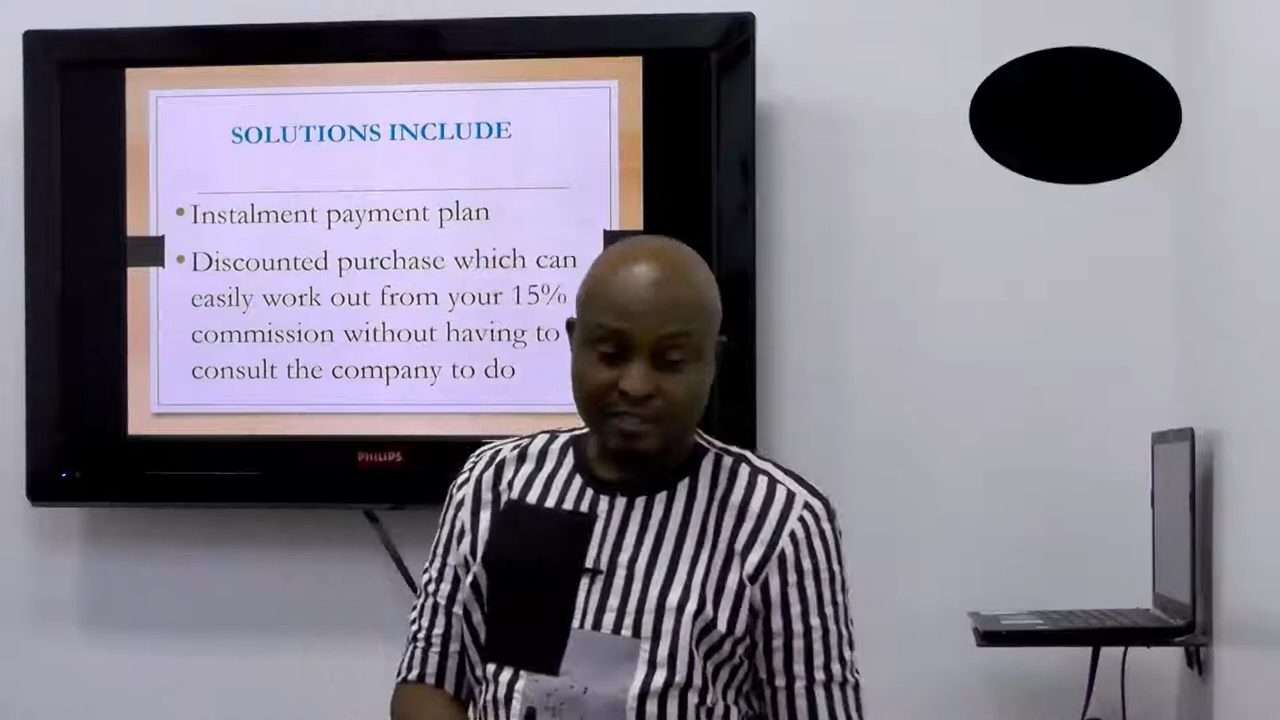 SOLUTIONS INCLUDE
• Instalment payment plan
• Discounted purchase which can
easily work out from your 15%
commission without having to
consult the company to do
PHILIPS